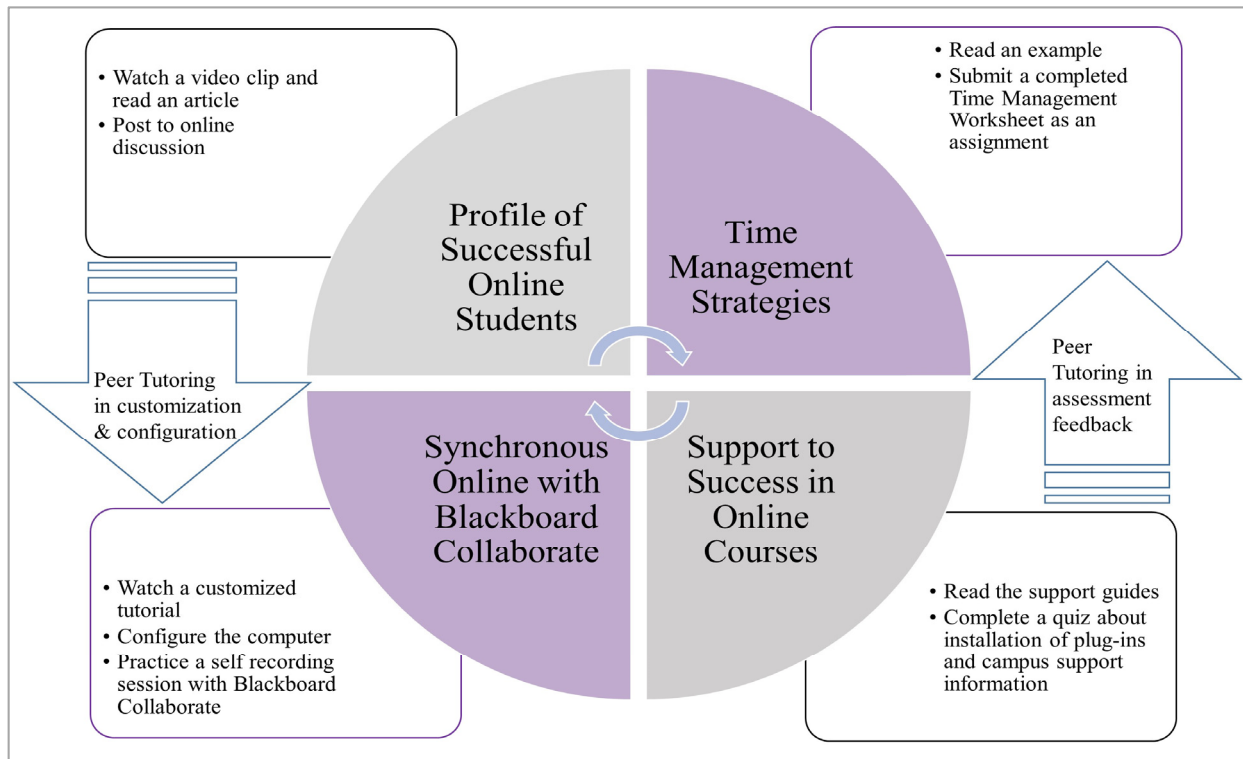 • Watch a video clip and
read an article
• Post to online
discussion
Profile of
Successful
Online
Students
Time
Management
Strategies
• Read an example
• Submit a completed
Time Management
Worksheet as an
assignment
Peer Tutoring
in customization
& configuration
Peer
Tutoring in
assessment
feedback
Synchronous
Online with
Blackboard
Collaborate
Support to
Success in
Online
Courses
• Watch a customized
tutorial
• Configure the computer
• Practice a self recording
session with Blackboard
Collaborate
• Read the support guides
• Complete a quiz about
installation of plug-ins
and campus support
information